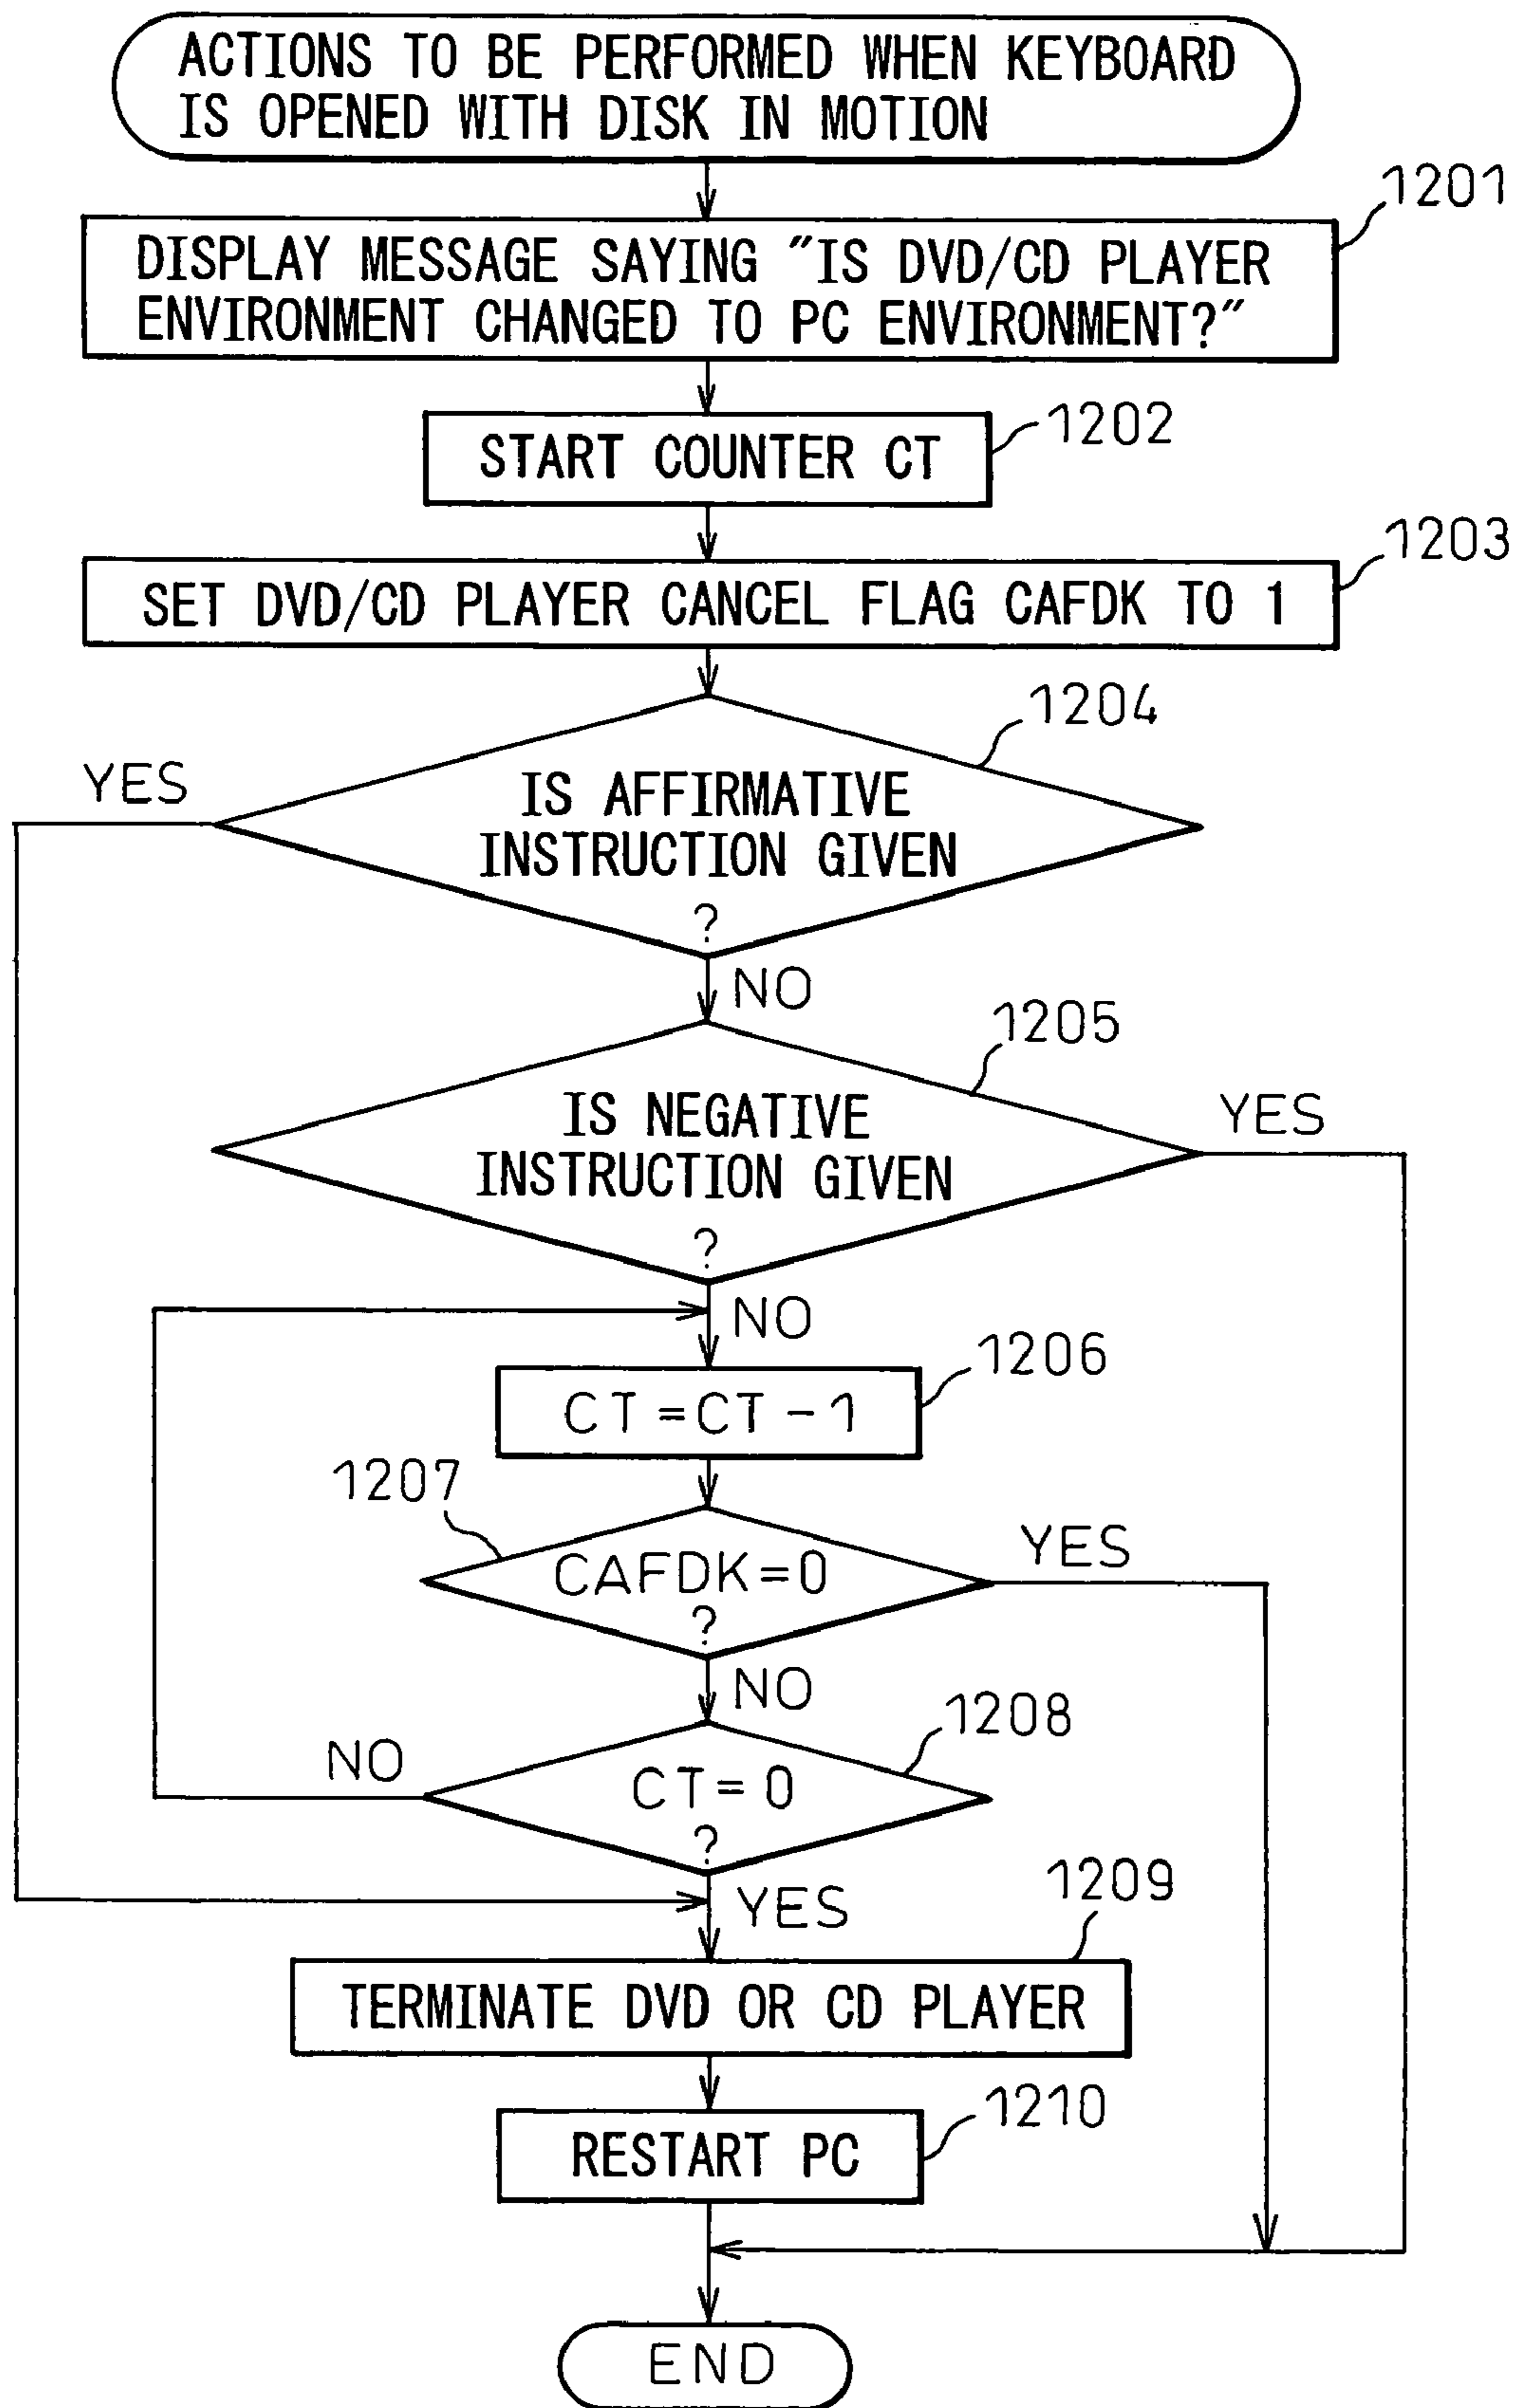 ACTIONS TO BE PERFORMED WHEN KEYBOARD
IS OPENED WITH DISK IN MOTION
1201
DISPLAY MESSAGE SAYING "IS DVD/CD PLAYER
ENVIRONMENT CHANGED TO PC ENVIRONMENT?"
1202
START COUNTER CT
1203
SET DVD/CD PLAYER CANCEL FLAG CAFDK TO 1
1204
YES
IS AFFIRMATIVE
INSTRUCTION GIVEN
?
NO
1205
IS NEGATIVE
INSTRUCTION GIVEN
?
YES
NO
1206
CT=CT-1
1207
CAFDK=0
?
YES
NO
1208
NO
CT=0
?
YES
1209
TERMINATE DVD OR CD PLAYER
1210
RESTART PC
END